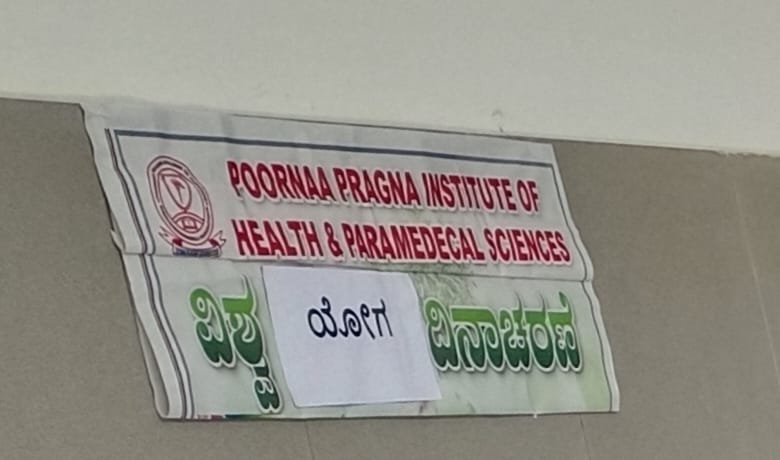 POORNAA PRAGNA INSTITUTE OF
HEALTH & PARAMEDECAL SCIENCES
ವಿಶ್ವ ಯೋಗ ದಿನಾಚರಣೆ